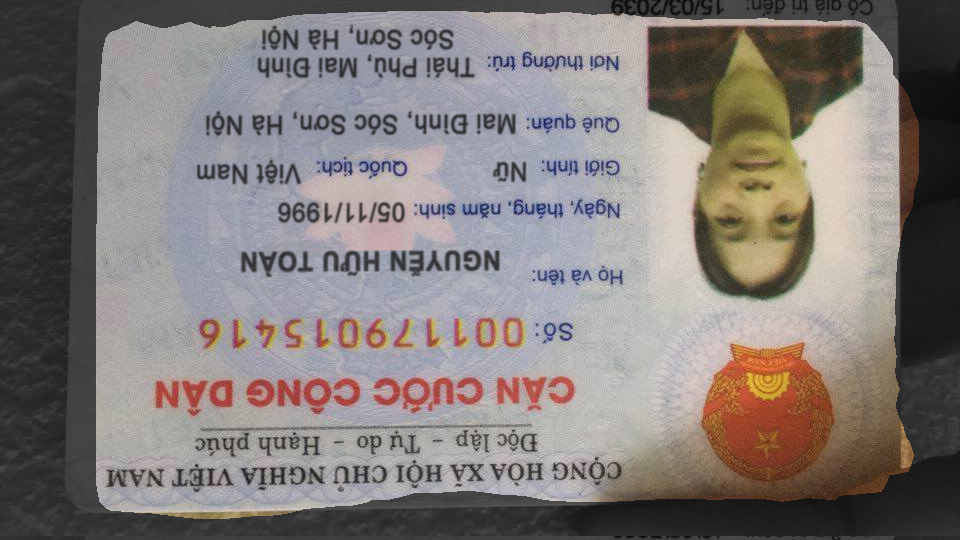 CỘNG HÒA XÃ HỘI CHỦ NGHĨA VIỆT NAM
Độc lập - Tự do - Hạnh phúc
CĂN CƯỚC CÔNG DÂN
Số: 001179015416
Họ và tên: NGUYỄN HỮU TOÀN
Ngày, tháng, năm sinh: 05/11/1996
Giới tính: NỮ Quốc tịch: Việt Nam
Quê quán: Mai Đình, Sóc Sơn, Hà Nội
Nơi thường trú: Thái Phù, Mai Đình
Sóc Sơn, Hà Nội
Có giá trị đến: 15/03/2039